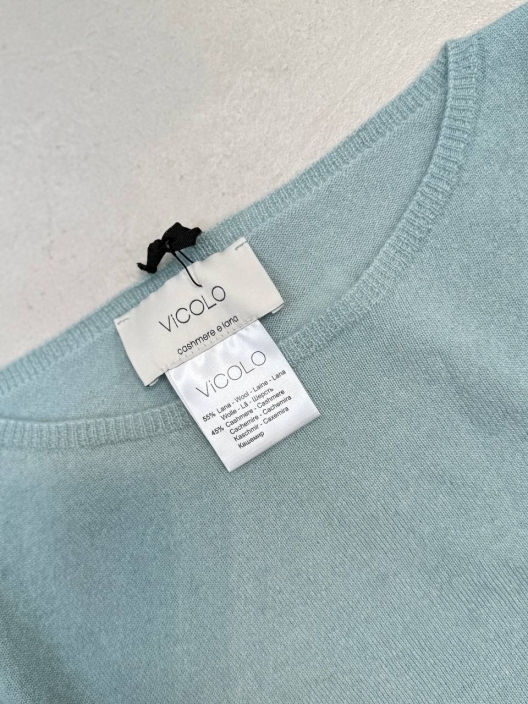 ViCOLO
cashmere e lana
ViCOLO
55% Lana - Wool - Laine - Lana
Wolle - Lã - Шерсть
45% Cashmere - Cashmere
Cachemire - Cachemira
Kaschmir - Caxemira
Кашемир